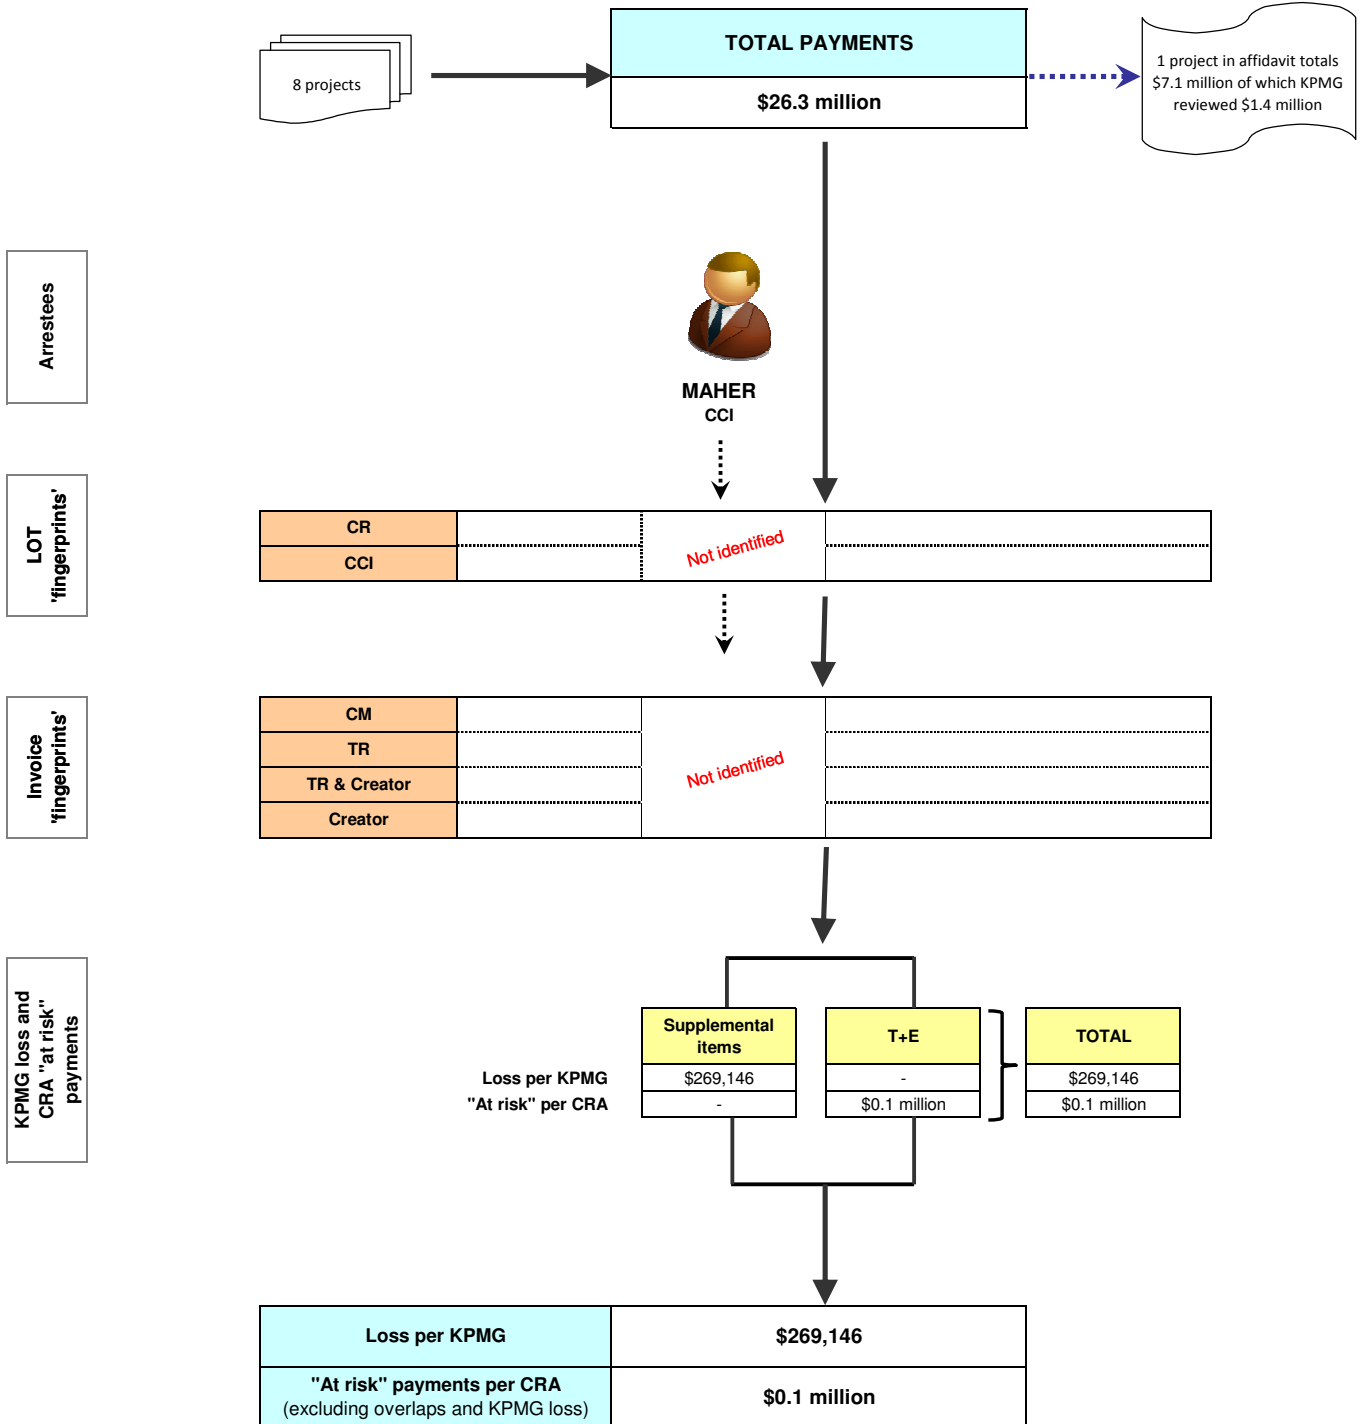 TOTAL PAYMENTS
8 projects
$26.3 million
1 project in affidavit totals
$7.1 million of which KPMG
reviewed $1.4 million
Arrestees
MAHER
CCI
LOT
'fingerprints'
CR
CCI
Not identified
Invoice
'fingerprints'
CM
TR
TR & Creator
Creator
Not identified
KPMG loss and
CRA "at risk"
payments
Supplemental
items
T+E
TOTAL
Loss per KPMG
$269,146
-
$269,146
"At risk" per CRA
-
$0.1 million
$0.1 million
Loss per KPMG
$269,146
"At risk" payments per CRA
(excluding overlaps and KPMG loss)
$0.1 million